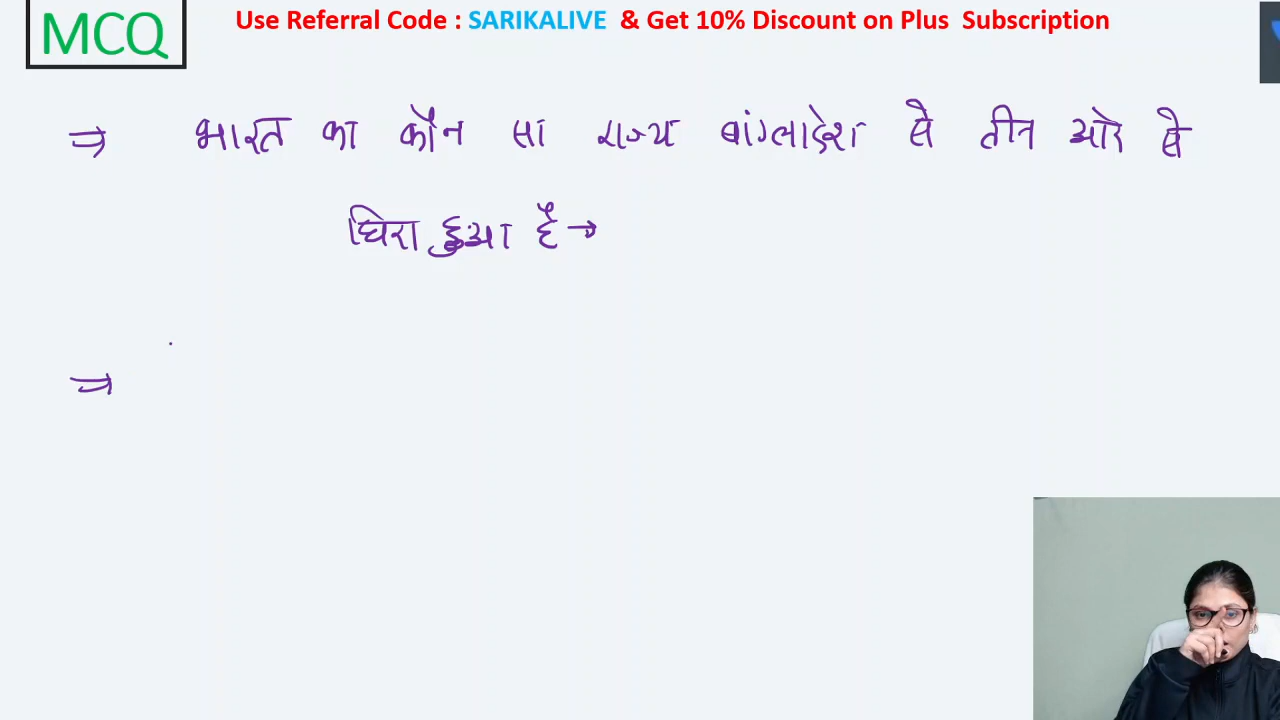 MCQ
Use Referral Code : SARIKALIVE & Get 10% Discount on Plus Subscription
⇒ भारत का कौन सा राज्य बांग्लादेश से तीन ओर से
घिरा हुआ है →
⇒